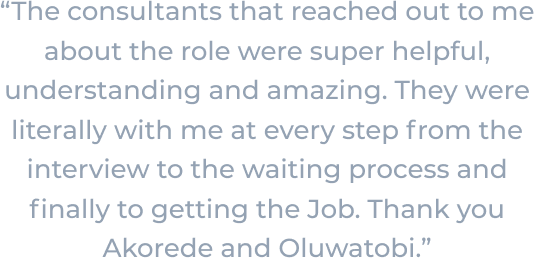 “The consultants that reached out to me
about the role were super helpful,
understanding and amazing. They were
literally with me at every step from the
interview to the waiting process and
finally to getting the Job. Thank you
Akorede and Oluwatobi.”